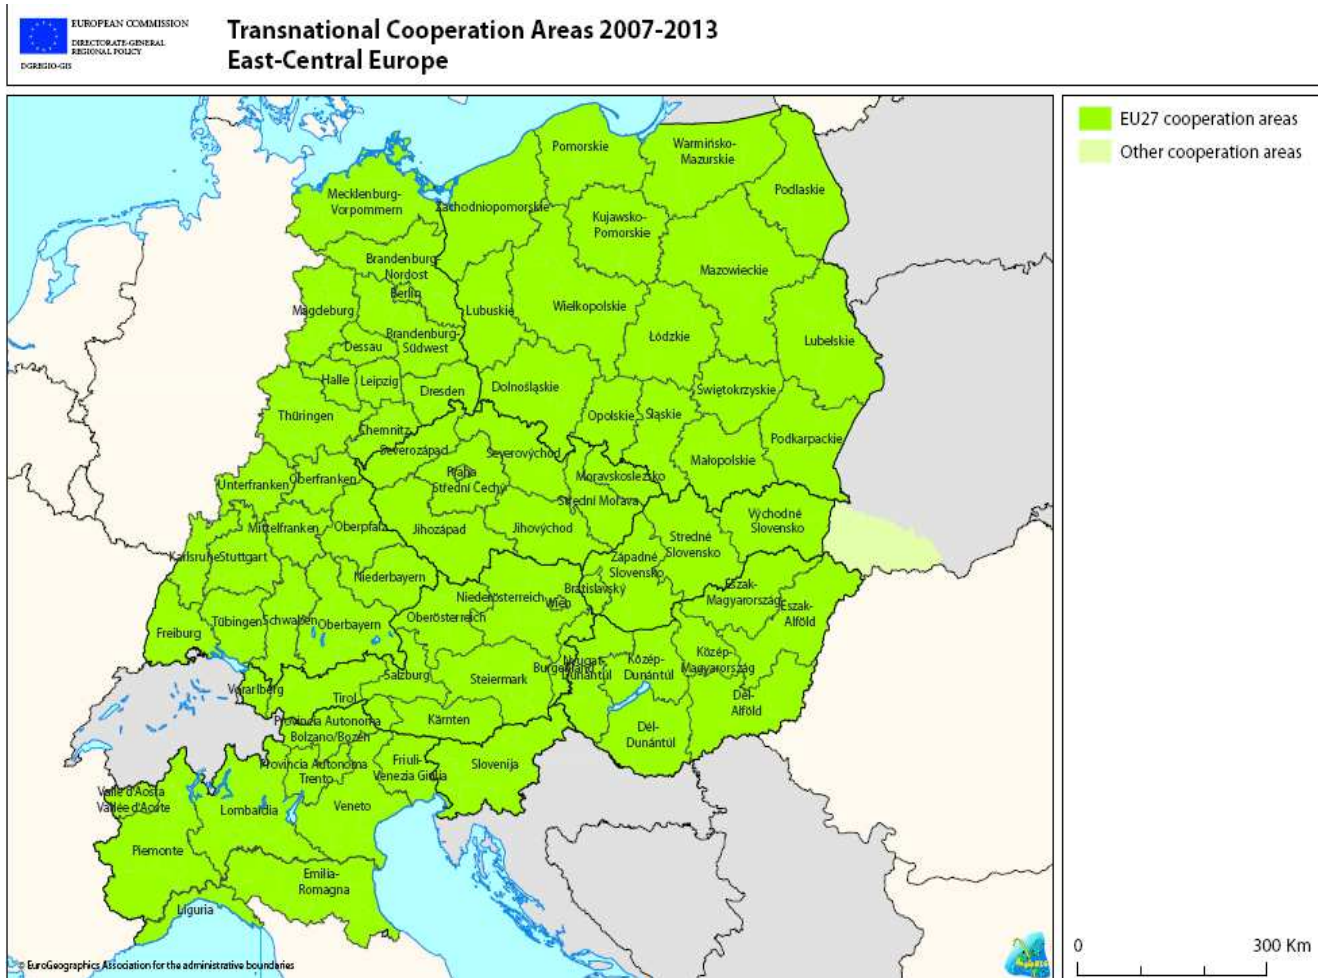 EUROPEAN COMMISSION
DIRECTORATE-GENERAL
REGIONAL POLICY
DGREGIO-GIS
Transnational Cooperation Areas 2007-2013
East-Central Europe
EU27 cooperation areas
Other cooperation areas
Pomorskie
Warmińsko-
Mazurskie
Podlaskie
Mecklenburg-
Vorpommern
Zachodniopomorskie
Kujawsko-
Pomorskie
Mazowieckie
Brandenburg
Nordost
Berlin
Magdeburg
Lubuskie
Wielkopolskie
Brandenburg-
Südwest
Dessau
Łódzkie
Lubelskie
Halle
Leipzig
Dresden
Dolnośląskie
Świętokrzyskie
Thüringen
Chemnitz
Opolskie
Śląskie
Podkarpackie
Małopolskie
Severozápad
Severovýchod
Praha
Střední Čechy
Moravskoslezsko
Střední Morava
Unterfranken
Oberfranken
Mittelfranken
Oberpfalz
Jihozápad
Jihovýchod
Východné
Slovensko
Stredné
Slovensko
Západné
Slovensko
Bratislavský
Karlsruhe
Stuttgart
Niederbayern
Niederösterreich
Wien
Oberösterreich
Észak-
Magyarország
Észak-
Alföld
Freiburg
Tübingen
Schwaben
Oberbayern
Salzburg
Steiermark
Burgenland
Nyugat-
Dunántúl
Közép-
Dunántúl
Közép-
Magyarország
Dél-
Alföld
Dél-
Dunántúl
Vorarlberg
Tirol
Kärnten
Provincia Autonoma
Bolzano/Bozen
Provincia Autonoma
Trento
Friuli-
Venezia Giulia
Slovenija
Valle d'Aosta
Vallée d'Aoste
Lombardia
Veneto
Piemonte
Emilia-
Romagna
Liguria
© EuroGeographics Association for the administrative boundaries
0 300 Km